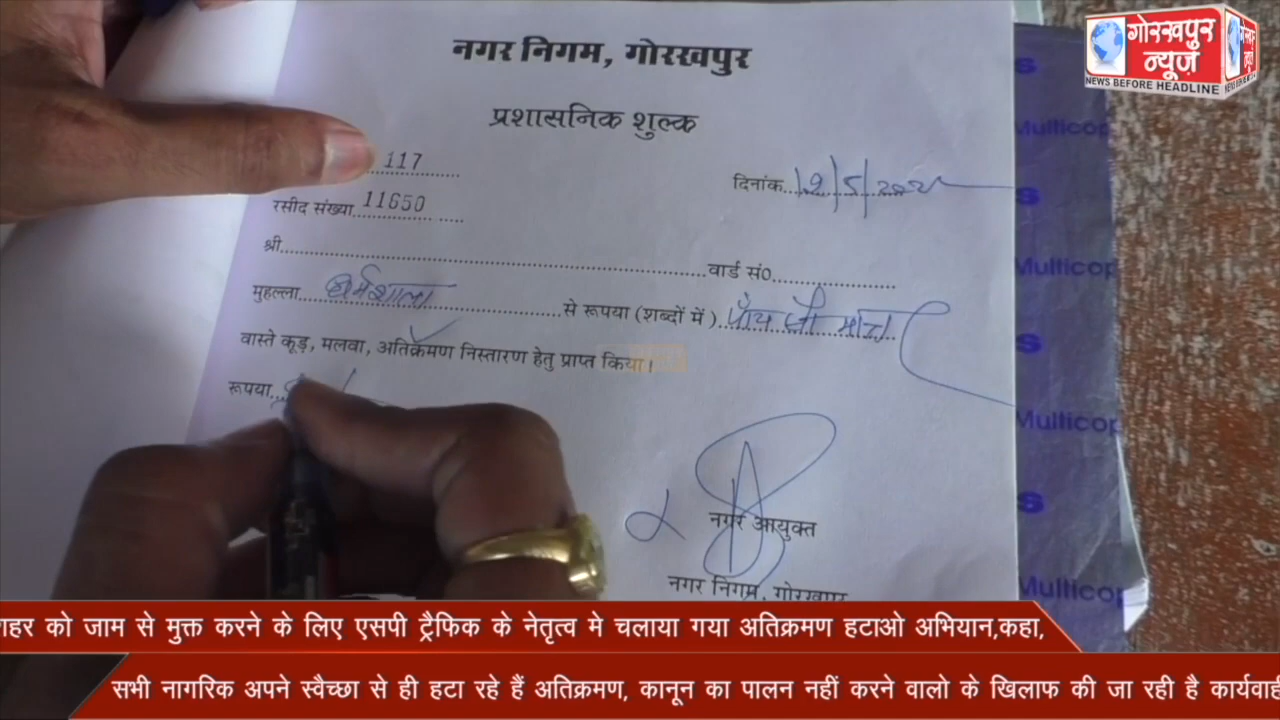 नगर निगम, गोरखपुर
प्रशासनिक शुल्क
117
दिनांक 12/5/202
रसीद संख्या 11650
श्री वार्ड सं0
मुहल्ला धर्मशाला से रूपया (शब्दों में) पाँच सौ मात्र
वास्ते कूड़, मलवा, अतिक्रमण निस्तारण हेतु प्राप्त किया।
रूपया
नगर आयुक्त
नगर निगम, गोरखपुर
गोरखपुर
न्यूज़
NEWS BEFORE HEADLINE
s
Multicop
s
Multicop
s
Multicop
s
Multicop
शहर को जाम से मुक्त करने के लिए एसपी ट्रैफिक के नेतृत्व मे चलाया गया अतिक्रमण हटाओ अभियान,कहा,
सभी नागरिक अपने स्वैच्छा से ही हटा रहे हैं अतिक्रमण, कानून का पालन नहीं करने वालो के खिलाफ की जा रही है कार्यवाही